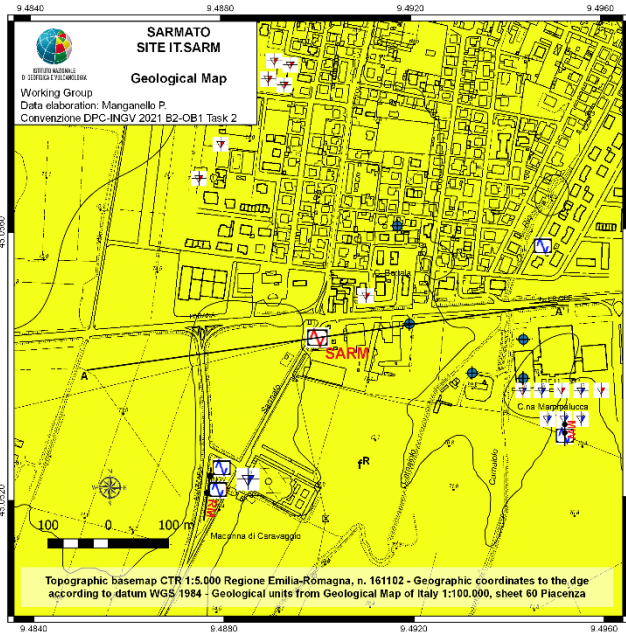 9.4840 9.4880 9.4920 9.4960
SARMATO
SITE IT.SARM
Geological Map
ISTITUTO NAZIONALE
DI GEOFISICA E VULCANOLOGIA
Working Group
Data elaboration: Manganello P.
Convenzione DPC-INGV 2021 B2-OB1 Task 2
45.0560
A'
SARM
A
Sarmato
C.na Mampalucca
fR
45.0520
100 0 100 m
Madonna di Caravaggio
Topographic basemap CTR 1:5.000 Regione Emilia-Romagna, n. 161102 - Geographic coordinates to the dge
according to datum WGS 1984 - Geological units from Geological Map of Italy 1:100.000, sheet 60 Piacenza
9.4840 9.4880 9.4920 9.4960